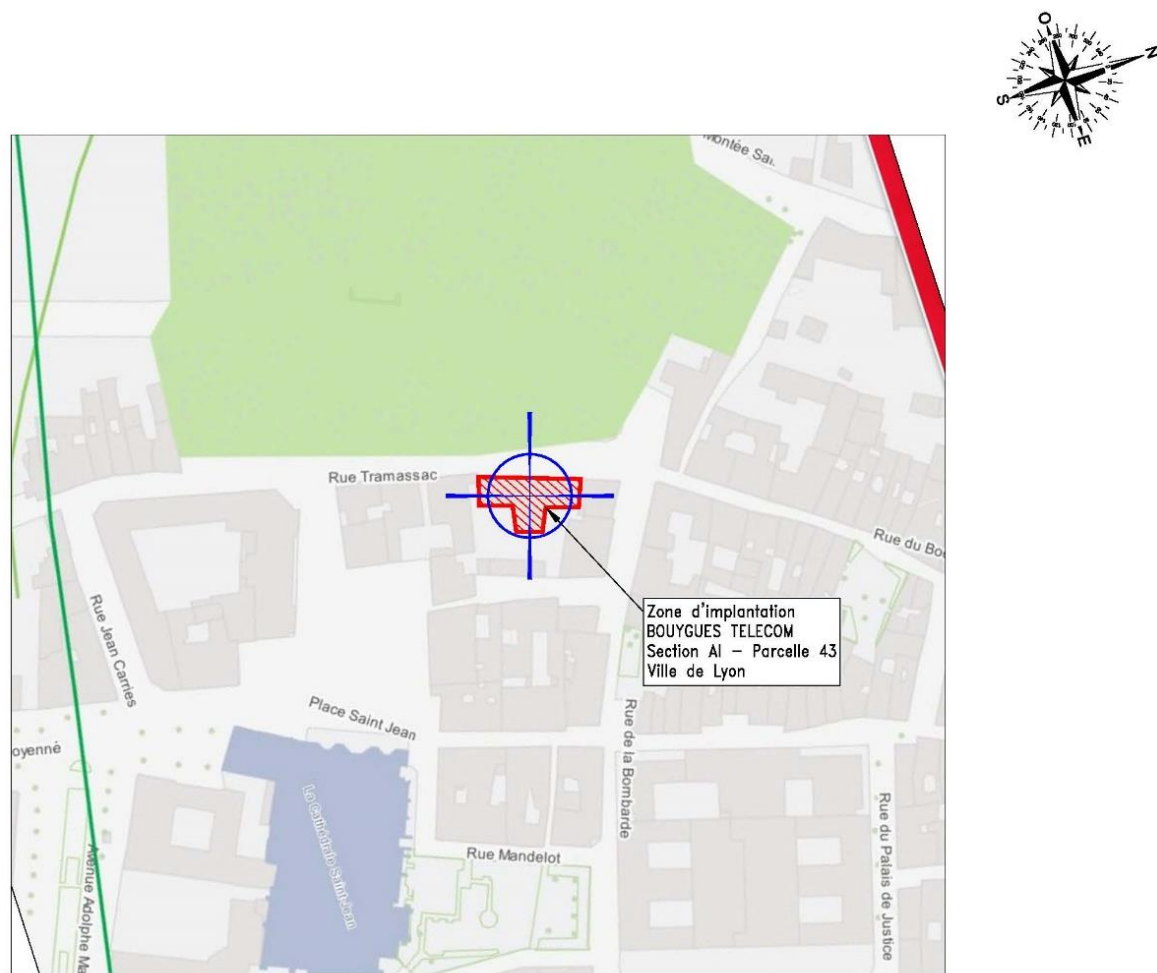 O
N
S
E
Montée Sai.
Rue Tramassac
Rue du Bou
Zone d'implantation
BOUYGUES TELECOM
Section AI – Parcelle 43
Ville de Lyon
Rue Jean Carries
Place Saint Jean
oyenné
Rue de la Bombarde
La Cathédrale Saint-Jean
Rue du Palais de Justice
Rue Mandelot
Avenue Adolphe Ma